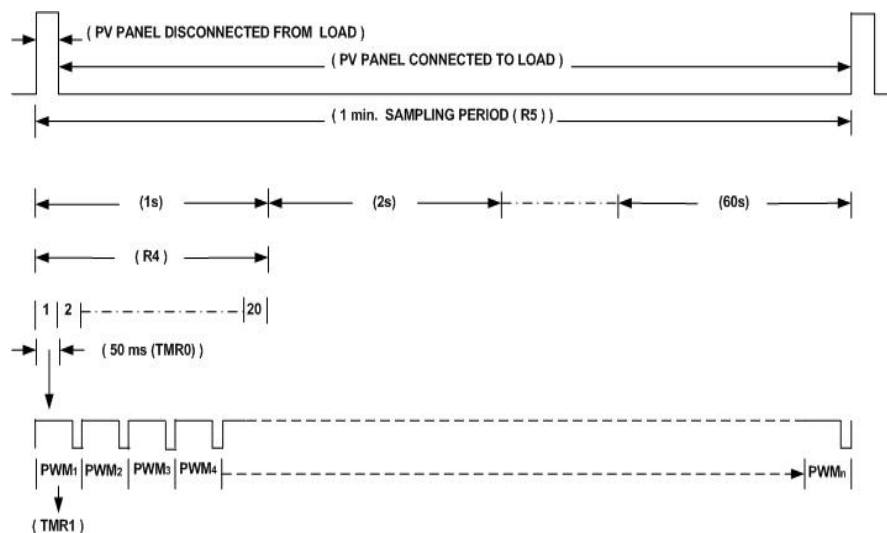 ( PV PANEL DISCONNECTED FROM LOAD )
( PV PANEL CONNECTED TO LOAD )
( 1 min. SAMPLING PERIOD ( R5 ) )
(1s) (2s) (60s)
( R4 )
1 2 20
( 50 ms (TMR0) )
PWM1 PWM2 PWM3 PWM4 PWMn
( TMR1 )